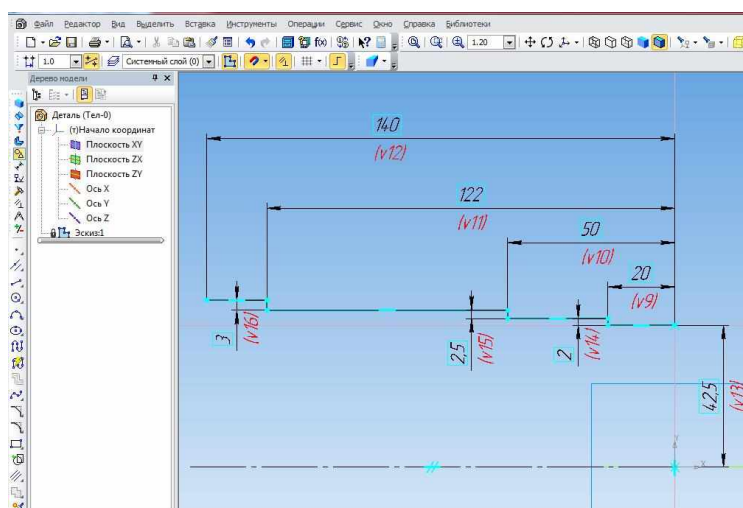 Файл Редактор Вид Выделить Вставка Инструменты Операции Сервис Окно Справка Библиотеки
1.20
1.0 Системный слой (0)
Дерево модели
Деталь (Тел-0)
(т)Начало координат
Плоскость XY
Плоскость ZX
Плоскость ZY
Ось X
Ось Y
Ось Z
Эскиз:1
140
(v12)
122
(v11)
50
(v10)
20
(v9)
3
(v16)
2,5
(v15)
2
(v14)
42,5
(v13)
Y
X